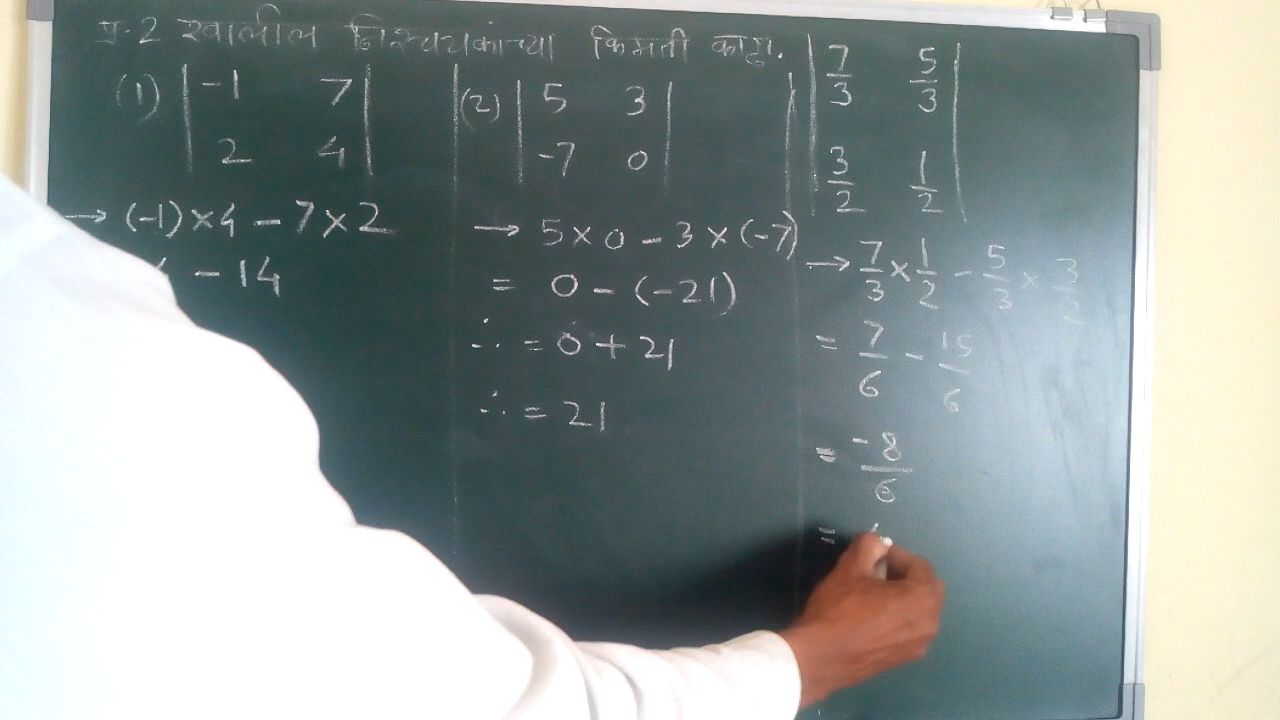 प्र.2 खालील निश्चयकांच्या किंमती काढा.
(1) | -1 7 |
| 2 4 |
→ (-1)×4 - 7×2
- 14
(2) | 5 3 |
| -7 0 |
→ 5×0 - 3×(-7)
= 0 - (-21)
∴ = 0 + 21
∴ = 21
| 7/3 5/3 |
| 3/2 1/2 |
→ 7/3 × 1/2 - 5/3 × 3/2
= 7/6 - 15/6
= -8/6
=